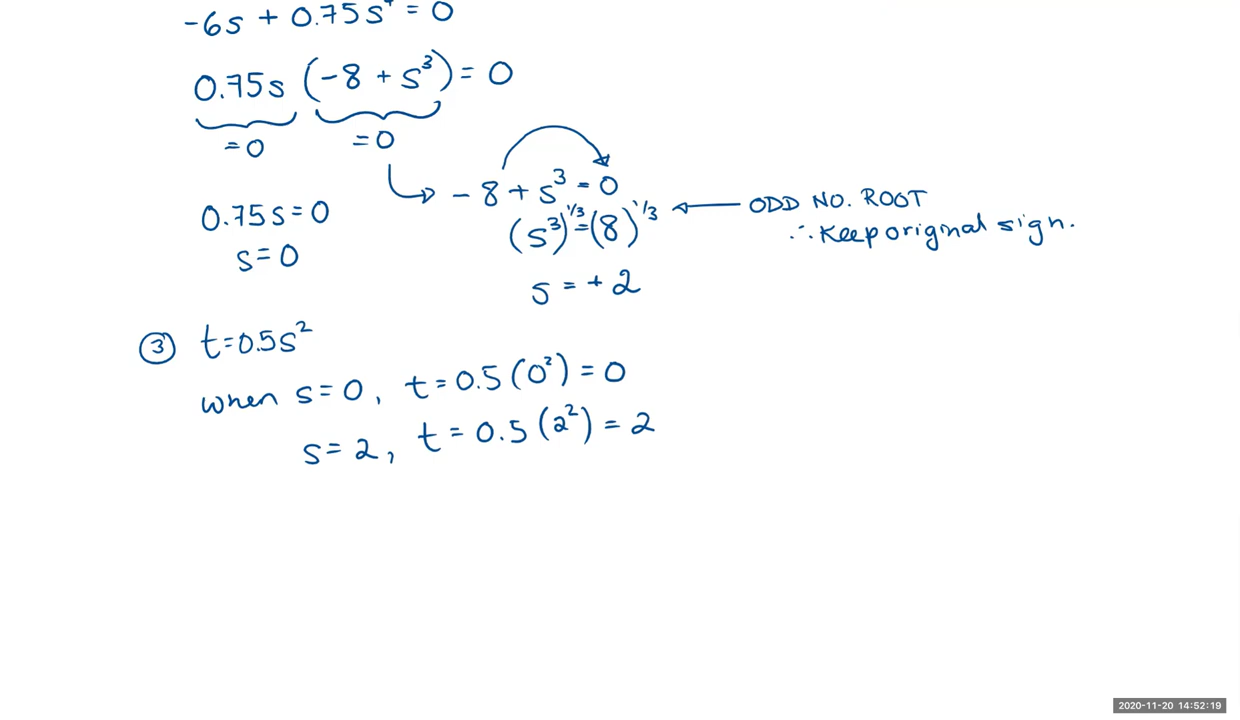 -6s + 0.75s⁴ = 0
0.75s (-8 + s³) = 0
= 0
= 0
-8 + s³ = 0
0.75s = 0
(s³)^1/3 = (8)^1/3
ODD NO. ROOT
∴ Keep original sign.
s = 0
s = + 2
③ t = 0.5s²
when s = 0, t = 0.5 (0²) = 0
s = 2, t = 0.5 (2²) = 2
2020-11-20 14:52:19